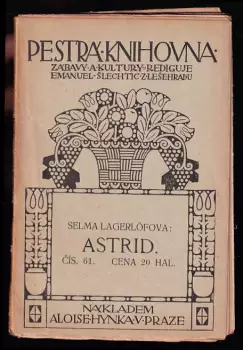 PESTRÁ·KNIHOVNA·
ZÁBAVY·A·KULTURY·REDIGUJE
EMANUEL·ŠLECHTIC·Z·LEŠEHRADU
SELMA LAGERLÖFOVA:
ASTRID.
ČÍS. 61. CENA 20 HAL.
NÁKLADEM
ALOISE·HYNKA·V·PRAZE